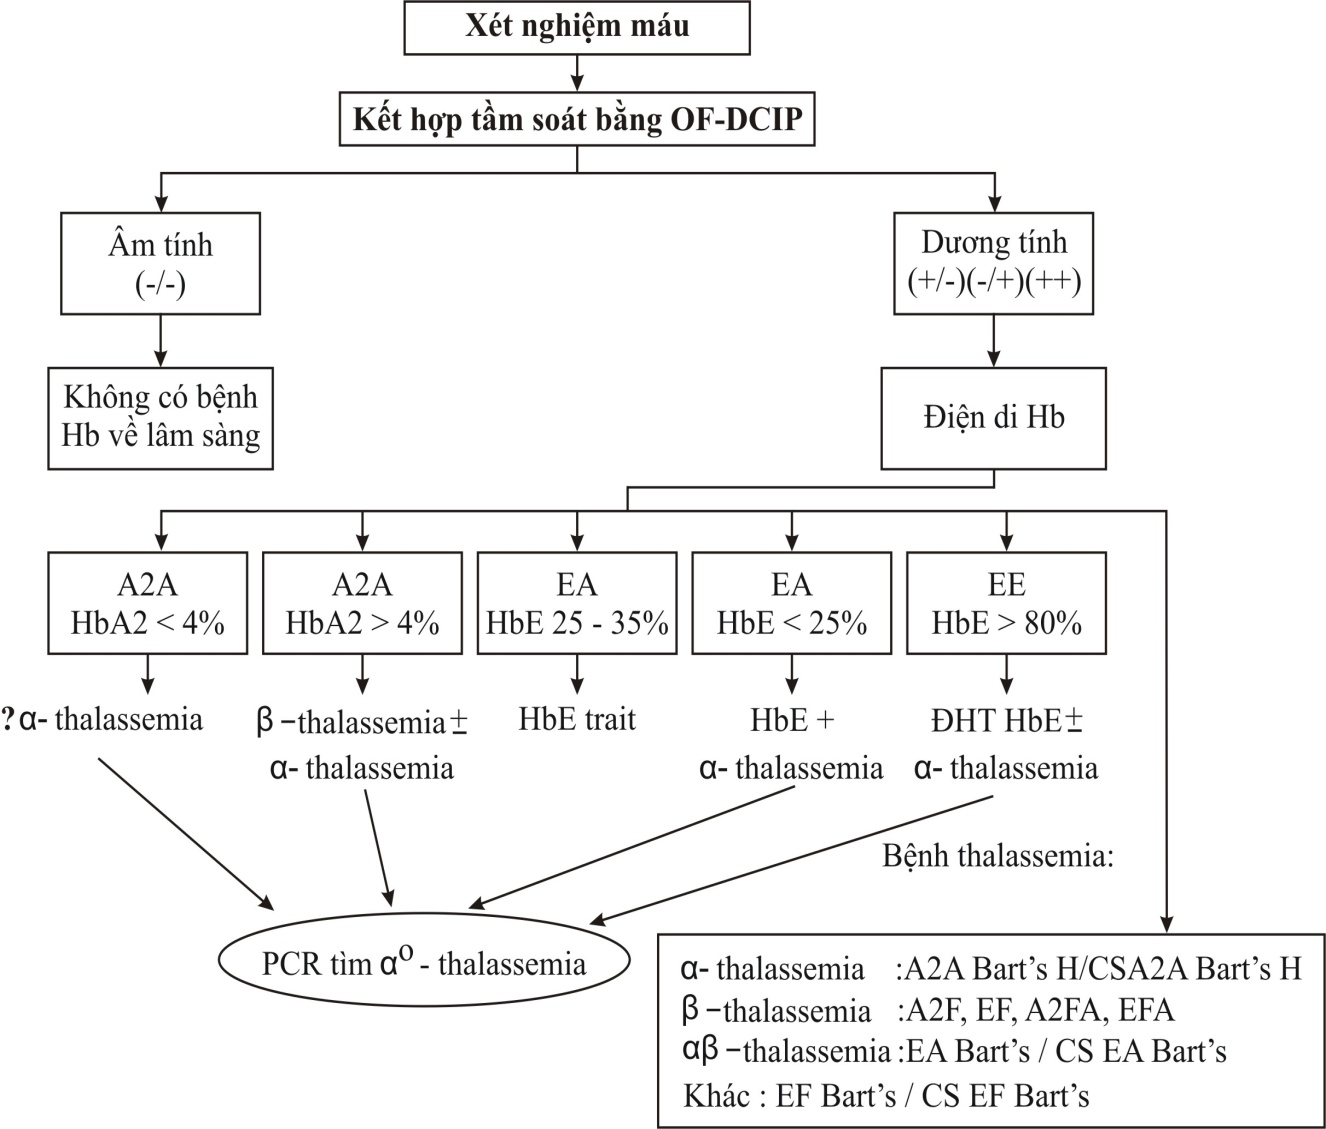 Xét nghiệm máu
Kết hợp tầm soát bằng OF-DCIP
Âm tính
(-/-)
Dương tính
(+/-)(-/+)(++)
Không có bệnh
Hb về lâm sàng
Điện di Hb
A2A
HbA2 < 4%
A2A
HbA2 > 4%
EA
HbE 25 - 35%
EA
HbE < 25%
EE
HbE > 80%
?α- thalassemia
β –thalassemia ±
α- thalassemia
HbE trait
HbE +
α- thalassemia
ĐHT HbE ±
α- thalassemia
Bệnh thalassemia:
PCR tìm αº - thalassemia
α- thalassemia :A2A Bart's H/CSA2A Bart's H
β –thalassemia :A2F, EF, A2FA, EFA
αβ –thalassemia :EA Bart's / CS EA Bart's
Khác : EF Bart's / CS EF Bart's